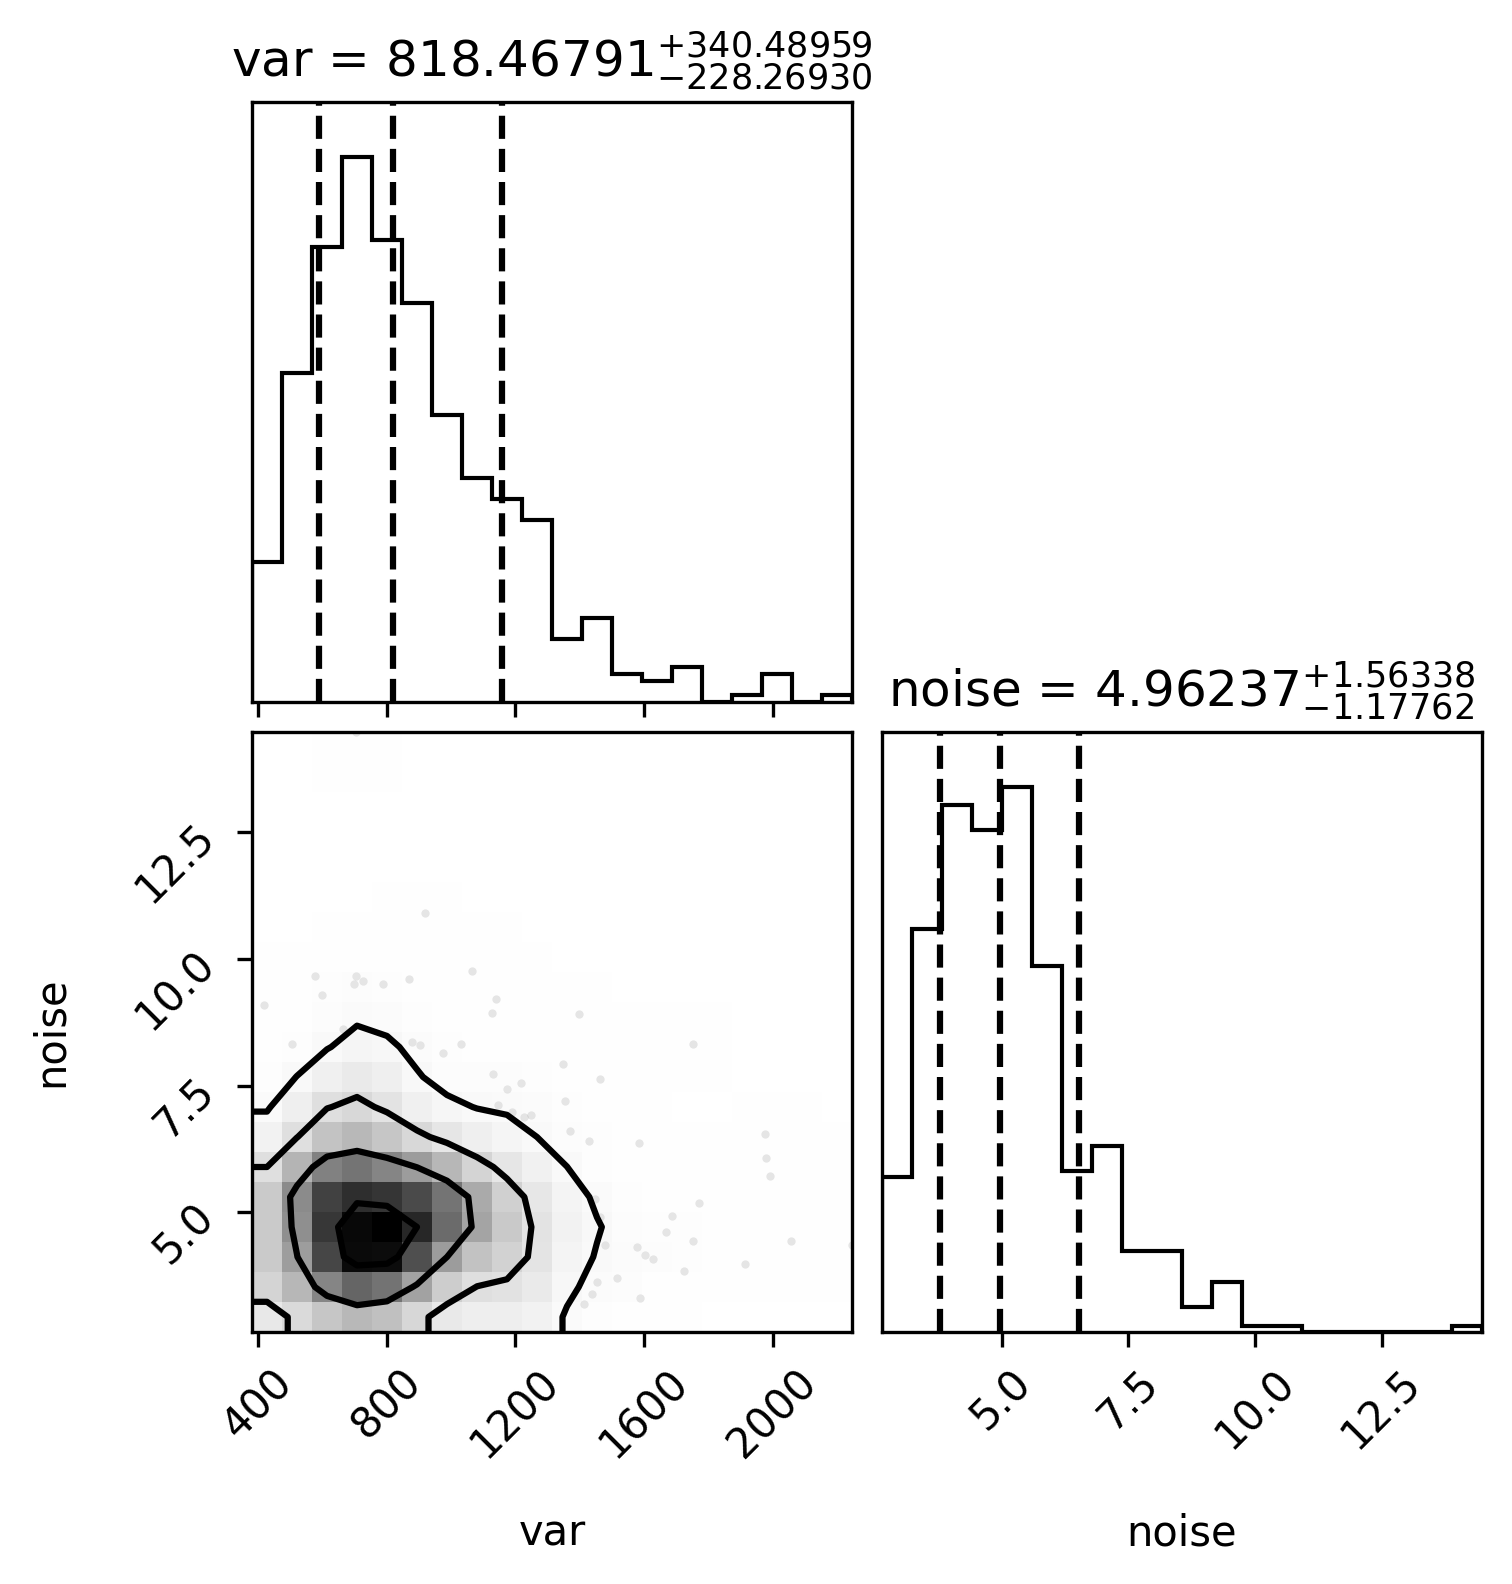 var = 818.46791+340.48959−228.26930
noise = 4.96237+1.56338−1.17762
noise
12.5
10.0
7.5
5.0
400 800 1200 1600 2000
5.0 7.5 10.0 12.5
var
noise